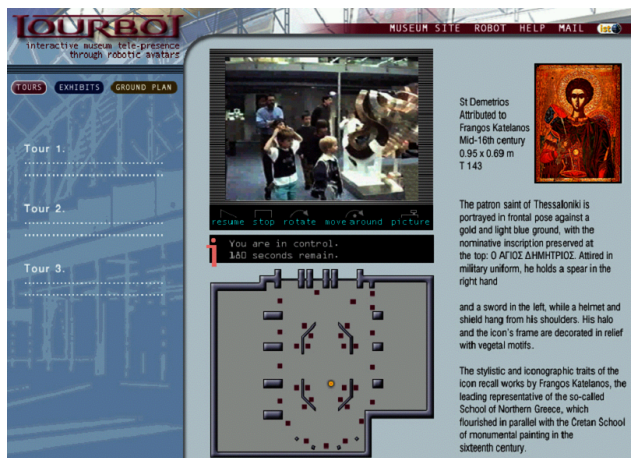 TOURBOT
interactive museum tele-presence
through robotic avatars
MUSEUM SITE ROBOT HELP MAIL ist
TOURS EXHIBITS GROUND PLAN
Tour 1.
Tour 2.
Tour 3.
resume stop rotate move around picture
i
You are in control.
180 seconds remain.
St Demetrios
Attributed to
Frangos Katelanos
Mid-16th century
0.95 x 0.69 m
T 143
The patron saint of Thessaloniki is
portrayed in frontal pose against a
gold and light blue ground, with the
nominative inscription preserved at
the top: Ο ΑΓΙΟΣ ΔΗΜΗΤΡΙΟΣ. Attired in
military uniform, he holds a spear in the
right hand
and a sword in the left, while a helmet and
shield hang from his shoulders. His halo
and the icon's frame are decorated in relief
with vegetal motifs.
The stylistic and iconographic traits of the
icon recall works by Frangos Katelanos, the
leading representative of the so-called
School of Northern Greece, which
flourished in parallel with the Cretan School
of monumental painting in the
sixteenth century.